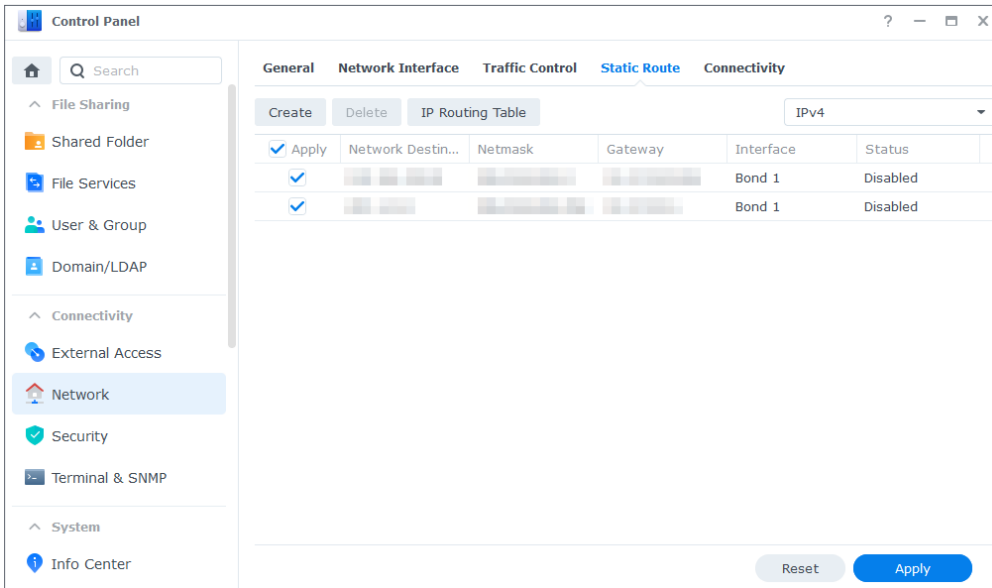 Control Panel
?
Search
File Sharing
Shared Folder
File Services
User & Group
Domain/LDAP
Connectivity
External Access
Network
Security
Terminal & SNMP
System
Info Center
General Network Interface Traffic Control Static Route Connectivity
Create Delete IP Routing Table IPv4
Apply Network Destin... Netmask Gateway Interface Status
Bond 1 Disabled
Bond 1 Disabled
Reset Apply